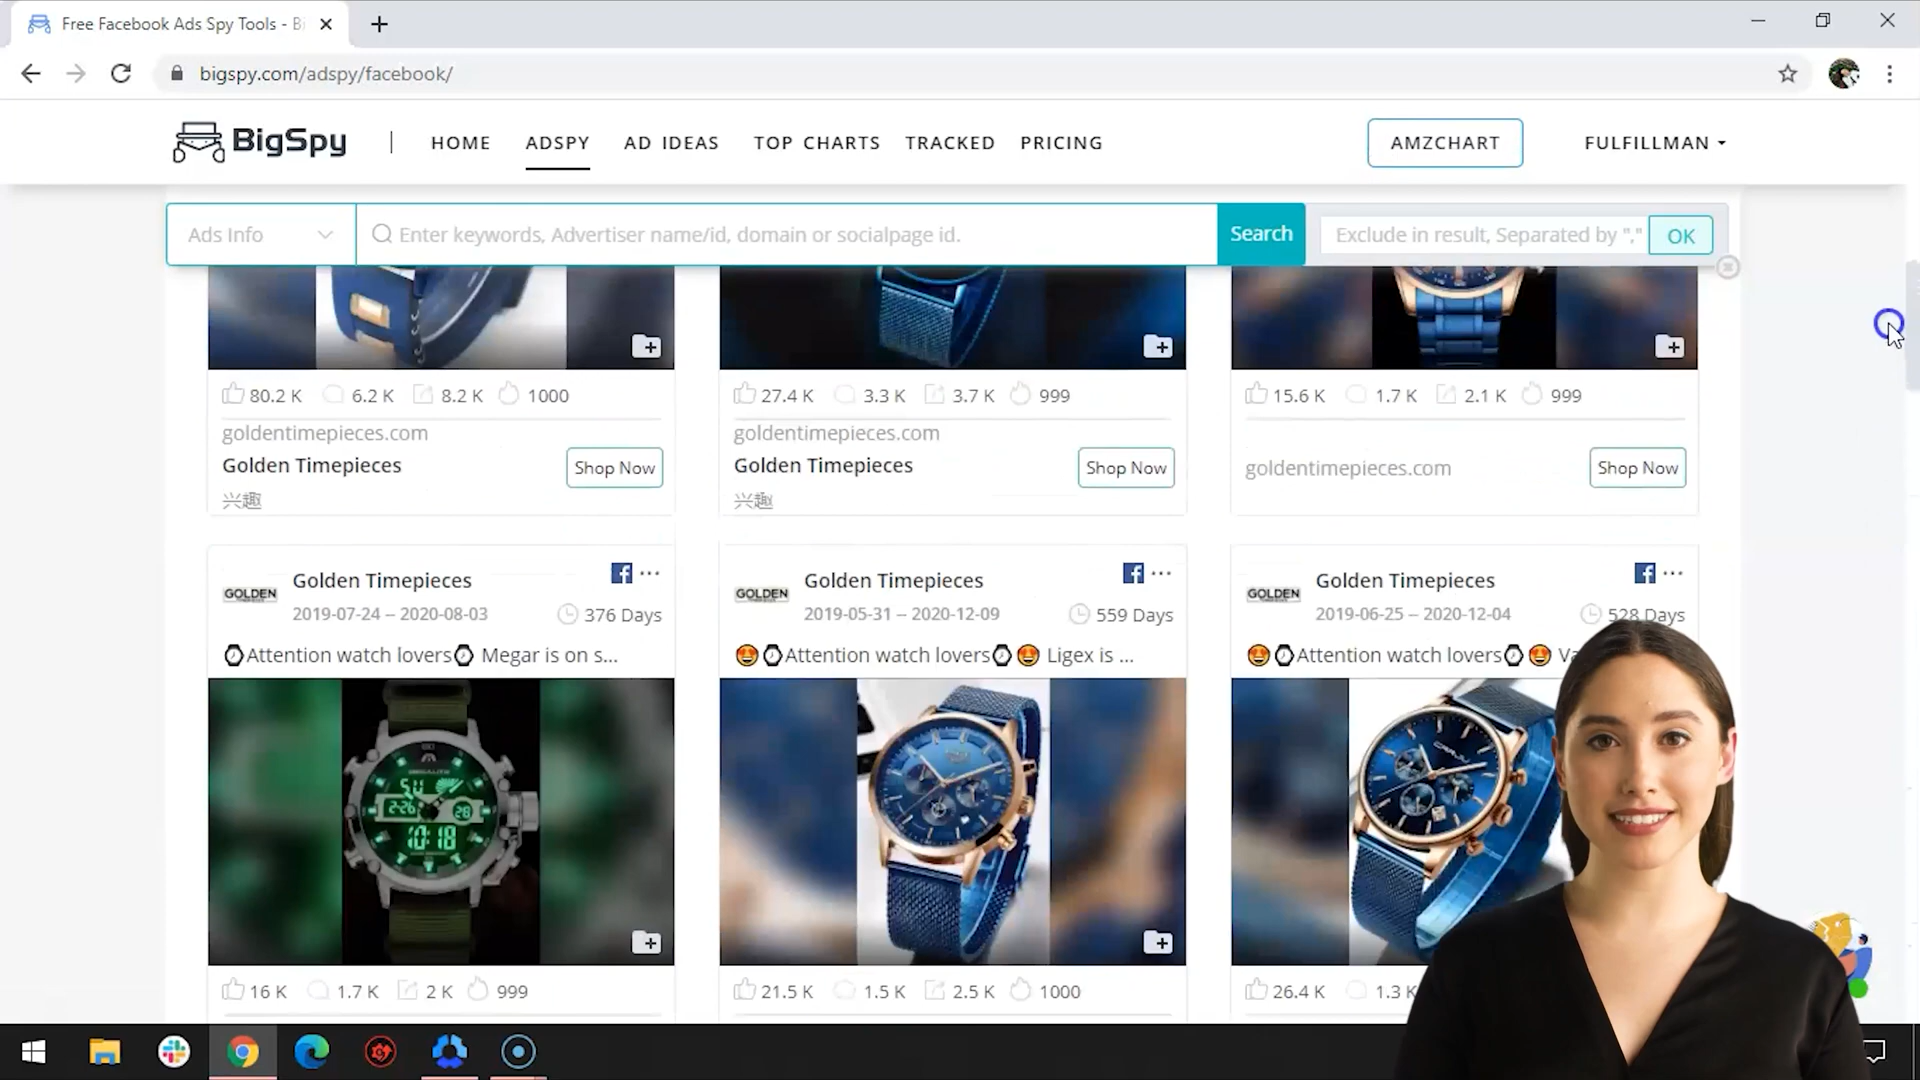 Free Facebook Ads Spy Tools - Bi
bigspy.com/adspy/facebook/
BigSpy
HOME ADSPY AD IDEAS TOP CHARTS TRACKED PRICING AMZCHART FULFILLMAN
Ads Info Enter keywords, Advertiser name/id, domain or socialpage id. Search Exclude in result, Separated by "," OK
80.2 K 6.2 K 8.2 K 1000 27.4 K 3.3 K 3.7 K 999 15.6 K 1.7 K 2.1 K 999
goldentimepieces.com goldentimepieces.com
Golden Timepieces Shop Now Golden Timepieces Shop Now goldentimepieces.com Shop Now
兴趣 兴趣
GOLDEN Golden Timepieces GOLDEN Golden Timepieces GOLDEN Golden Timepieces
2019-07-24 – 2020-08-03 376 Days 2019-05-31 – 2020-12-09 559 Days 2019-06-25 – 2020-12-04 528 Days
Attention watch lovers Megar is on s... Attention watch lovers Ligex is ... Attention watch lovers
SU
2-26 28
10:18
16 K 1.7 K 2 K 999 21.5 K 1.5 K 2.5 K 1000 26.4 K 1.3 K